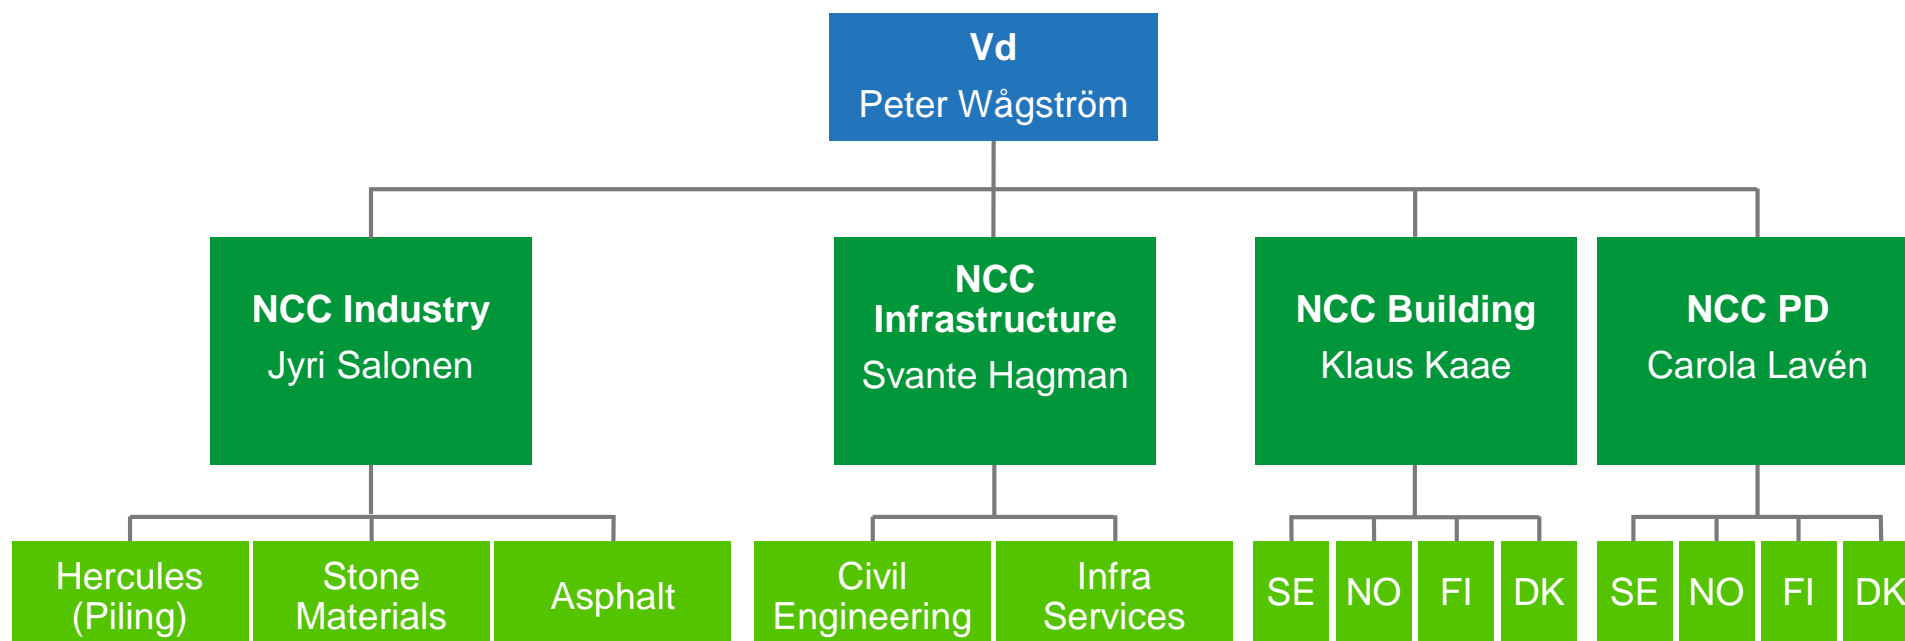 Vd
Peter Wågström
NCC Industry
Jyri Salonen
NCC
Infrastructure
Svante Hagman
NCC Building
Klaus Kaae
NCC PD
Carola Lavén
Hercules
(Piling)
Stone
Materials
Asphalt
Civil
Engineering
Infra
Services
SE
NO
FI
DK
SE
NO
FI
DK